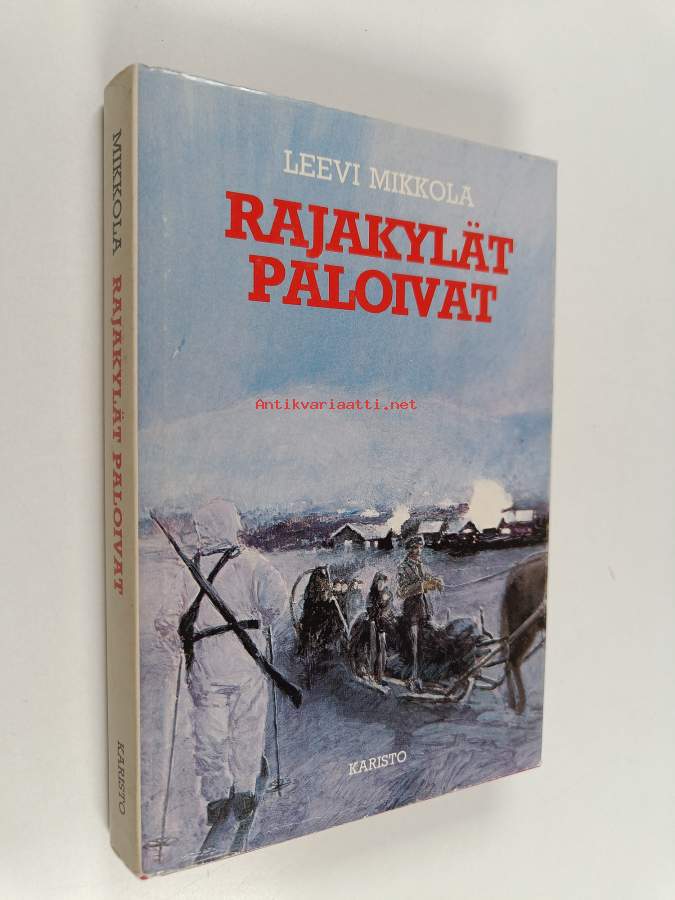 LEEVI MIKKOLA
RAJAKYLÄT
PALOIVAT
Antikvariaatti.net
KARISTO
MIKKOLA RAJAKYLÄT PALOIVAT
KARISTO